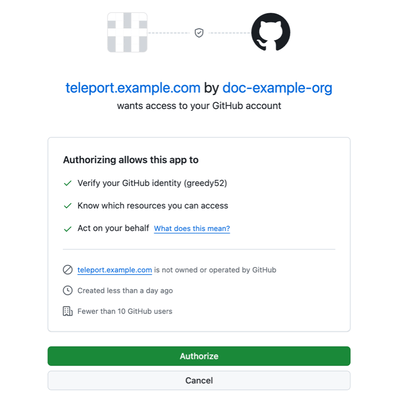 teleport.example.com by doc-example-org
wants access to your GitHub account
Authorizing allows this app to
Verify your GitHub identity (greedy52)
Know which resources you can access
Act on your behalf What does this mean?
teleport.example.com is not owned or operated by GitHub
Created less than a day ago
Fewer than 10 GitHub users
Authorize
Cancel